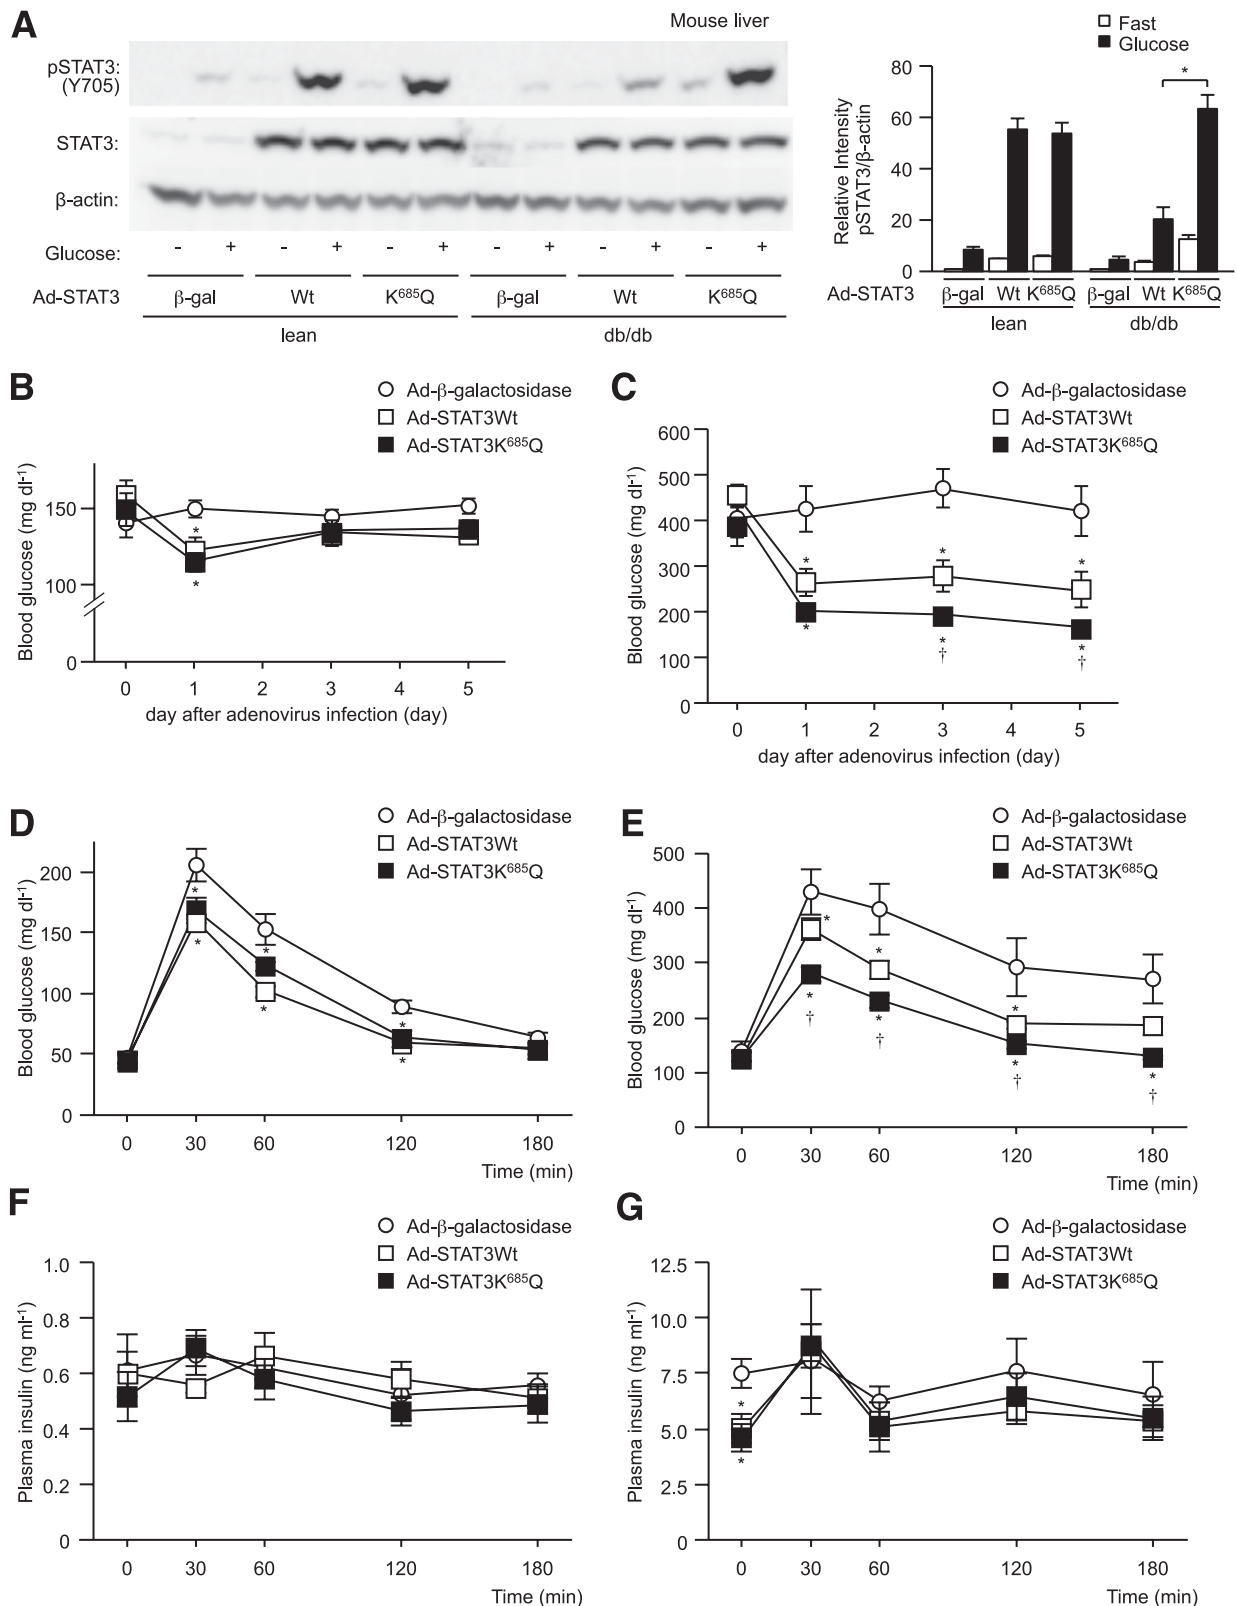 A
Mouse liver
pSTAT3:
(Y705)
STAT3:
β-actin:
Glucose: - + - + - + - + - + - +
Ad-STAT3 β-gal Wt K685Q β-gal Wt K685Q
lean db/db
Fast
Glucose
*
80
60
40
20
0
Relative Intensity
pSTAT3/β-actin
Ad-STAT3 β-gal Wt K685Q β-gal Wt K685Q
lean db/db
B
Ad-β-galactosidase
Ad-STAT3Wt
Ad-STAT3K685Q
Blood glucose (mg dl-1)
150
100
0
*
*
0 1 2 3 4 5
day after adenovirus infection (day)
C
Ad-β-galactosidase
Ad-STAT3Wt
Ad-STAT3K685Q
Blood glucose (mg dl-1)
600
500
400
300
200
100
0
* * *
* * *
† †
0 1 2 3 4 5
day after adenovirus infection (day)
D
Ad-β-galactosidase
Ad-STAT3Wt
Ad-STAT3K685Q
Blood glucose (mg dl-1)
200
150
100
50
0
* * *
* * *
0 30 60 120 180
Time (min)
E
Ad-β-galactosidase
Ad-STAT3Wt
Ad-STAT3K685Q
Blood glucose (mg dl-1)
500
400
300
200
100
0
* * *
* * * *
† † † †
0 30 60 120 180
Time (min)
F
Ad-β-galactosidase
Ad-STAT3Wt
Ad-STAT3K685Q
Plasma insulin (ng ml-1)
1.0
0.8
0.6
0.4
0.2
0
0 30 60 120 180
Time (min)
G
Ad-β-galactosidase
Ad-STAT3Wt
Ad-STAT3K685Q
Plasma insulin (ng ml-1)
12.5
10.0
7.5
5.0
2.5
0
*
*
0 30 60 120 180
Time (min)